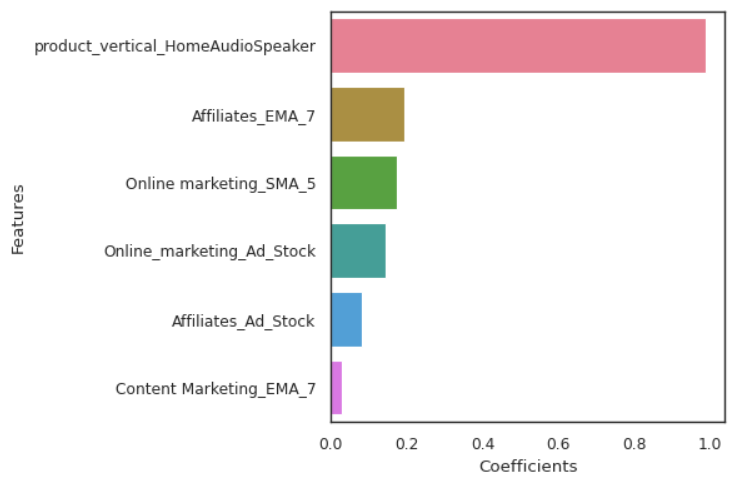 product_vertical_HomeAudioSpeaker
Affiliates_EMA_7
Online marketing_SMA_5
Online_marketing_Ad_Stock
Affiliates_Ad_Stock
Content Marketing_EMA_7
Features
0.0 0.2 0.4 0.6 0.8 1.0
Coefficients